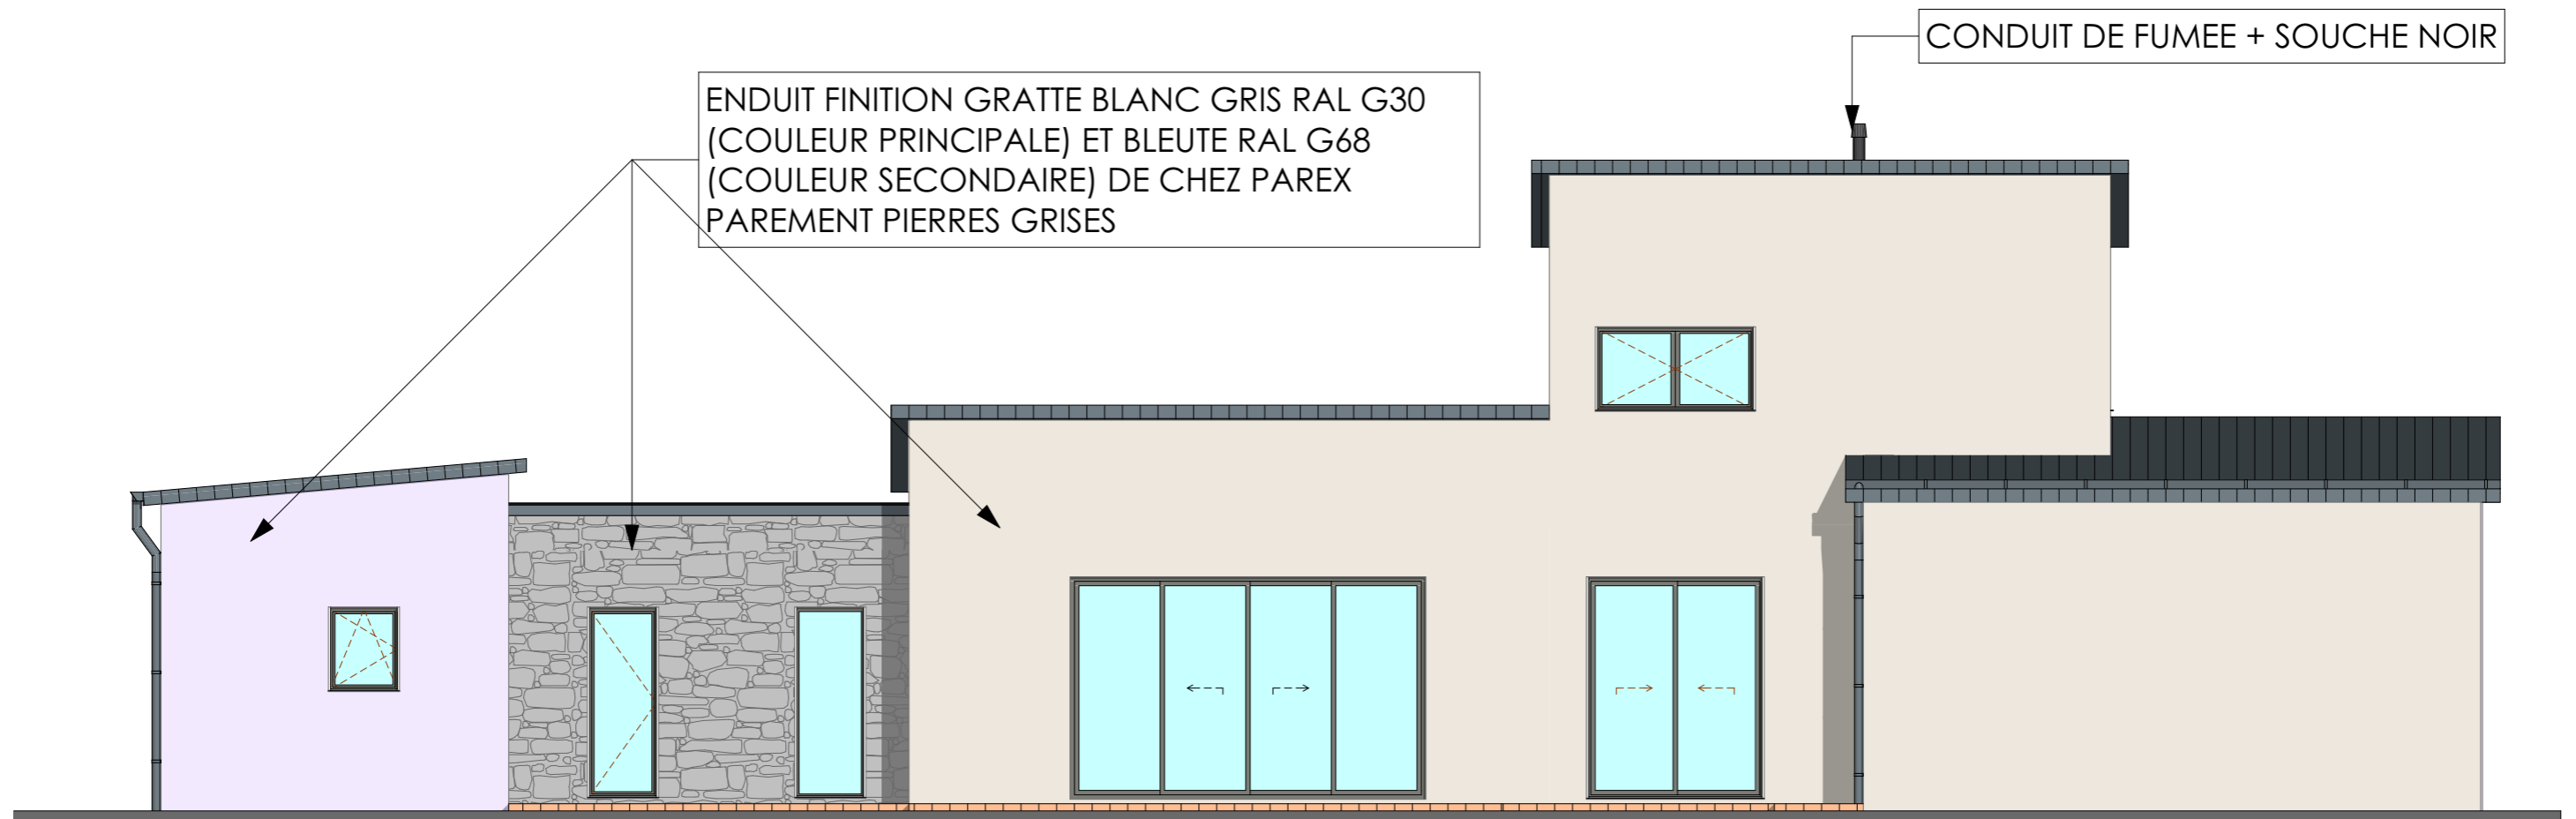 CONDUIT DE FUMEE + SOUCHE NOIR
ENDUIT FINITION GRATTE BLANC GRIS RAL G30
(COULEUR PRINCIPALE) ET BLEUTE RAL G68
(COULEUR SECONDAIRE) DE CHEZ PAREX
PAREMENT PIERRES GRISES